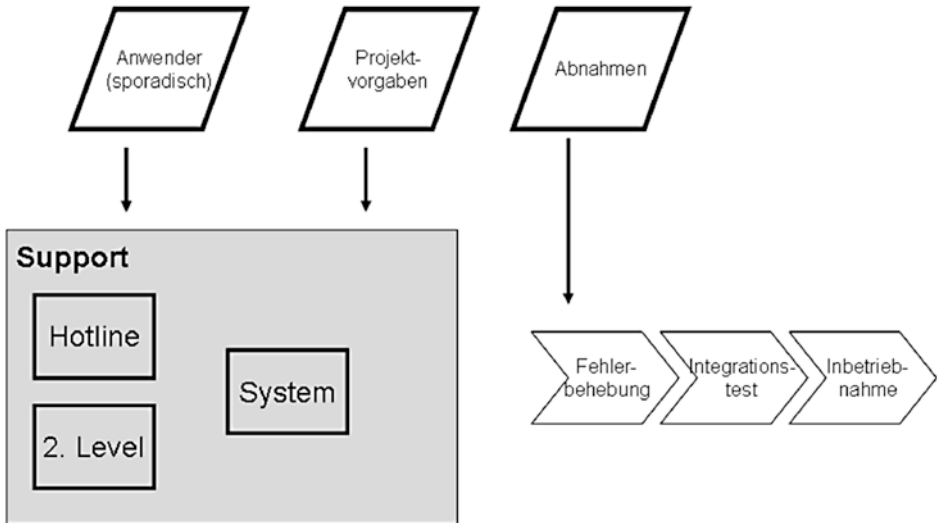 Anwender
(sporadisch)
Projekt-
vorgaben
Abnahmen
Support
Hotline
System
2. Level
Fehler-
behebung
Integrations-
test
Inbetrieb-
nahme